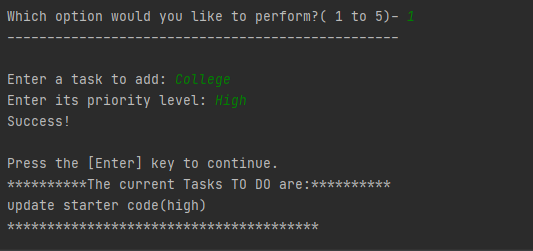 Which option would you like to perform?( 1 to 5)- 1
-------------------------------------------------
Enter a task to add: College
Enter its priority level: High
Success!
Press the [Enter] key to continue.
**********The current Tasks TO DO are:**********
update starter code(high)
***************************************